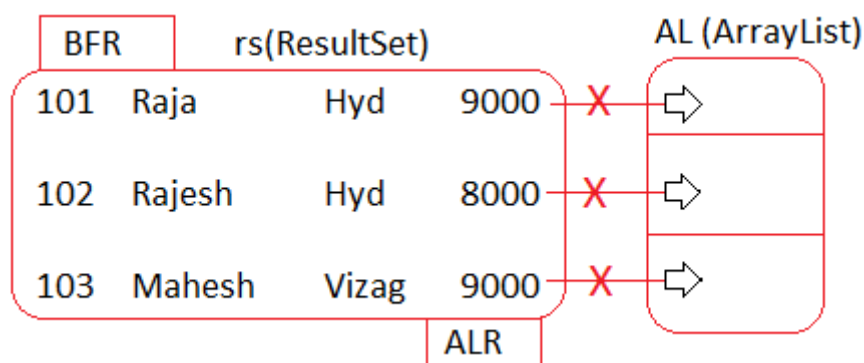 BFR rs(ResultSet) AL (ArrayList)
101 Raja Hyd 9000 X
102 Rajesh Hyd 8000 X
103 Mahesh Vizag 9000 X
ALR